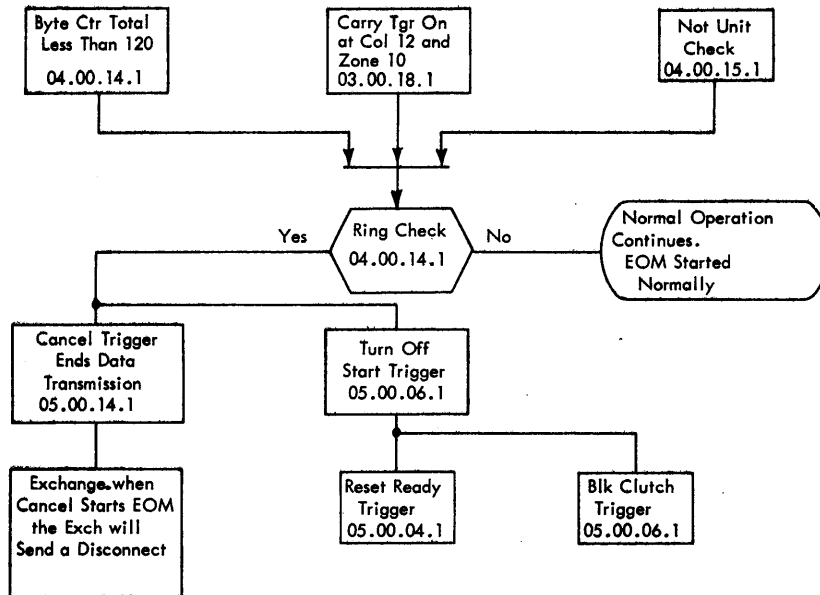 Byte Ctr Total
Less Than 120
04.00.14.1
Carry Tgr On
at Col 12 and
Zone 10
03.00.18.1
Not Unit
Check
04.00.15.1
Yes
Ring Check
04.00.14.1
No
Normal Operation
Continues.
EOM Started
Normally
Cancel Trigger
Ends Data
Transmission
05.00.14.1
Turn Off
Start Trigger
05.00.06.1
Exchange when
Cancel Starts EOM
the Exch will
Send a Disconnect
Reset Ready
Trigger
05.00.04.1
Blk Clutch
Trigger
05.00.06.1